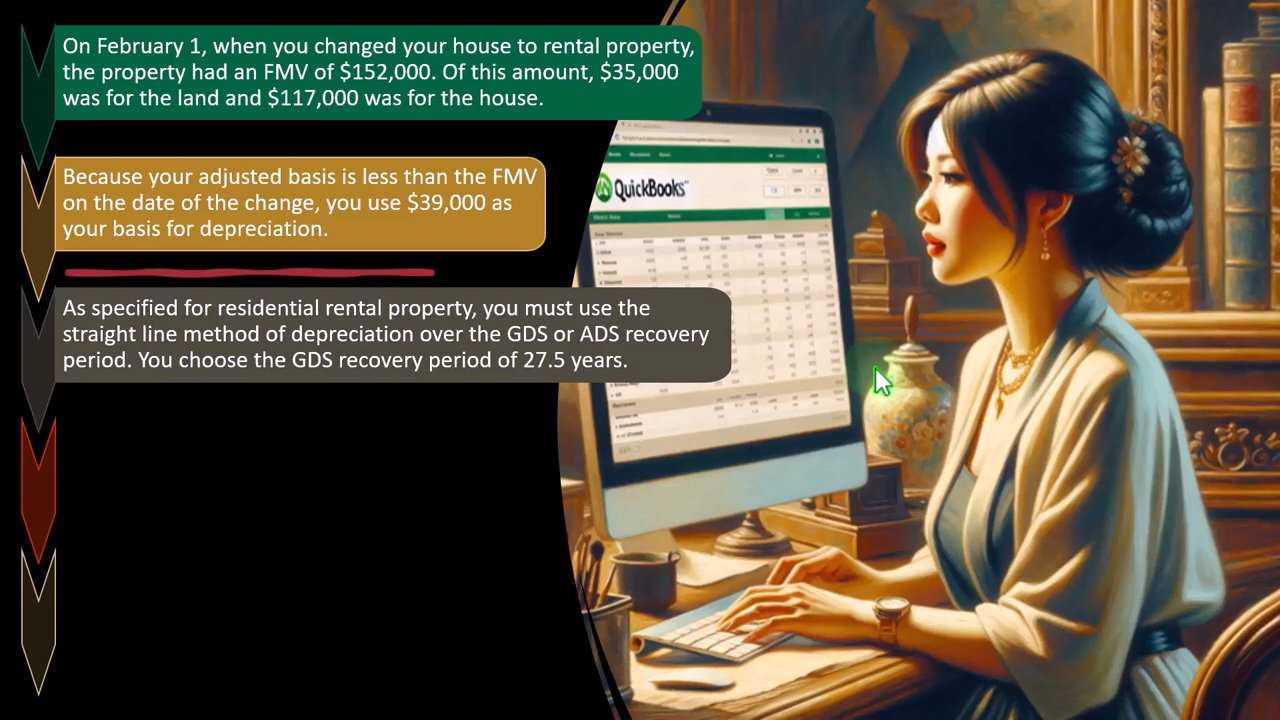 On February 1, when you changed your house to rental property,
the property had an FMV of $152,000. Of this amount, $35,000
was for the land and $117,000 was for the house.
Because your adjusted basis is less than the FMV
on the date of the change, you use $39,000 as
your basis for depreciation.
As specified for residential rental property, you must use the
straight line method of depreciation over the GDS or ADS recovery
period. You choose the GDS recovery period of 27.5 years.
QuickBooks